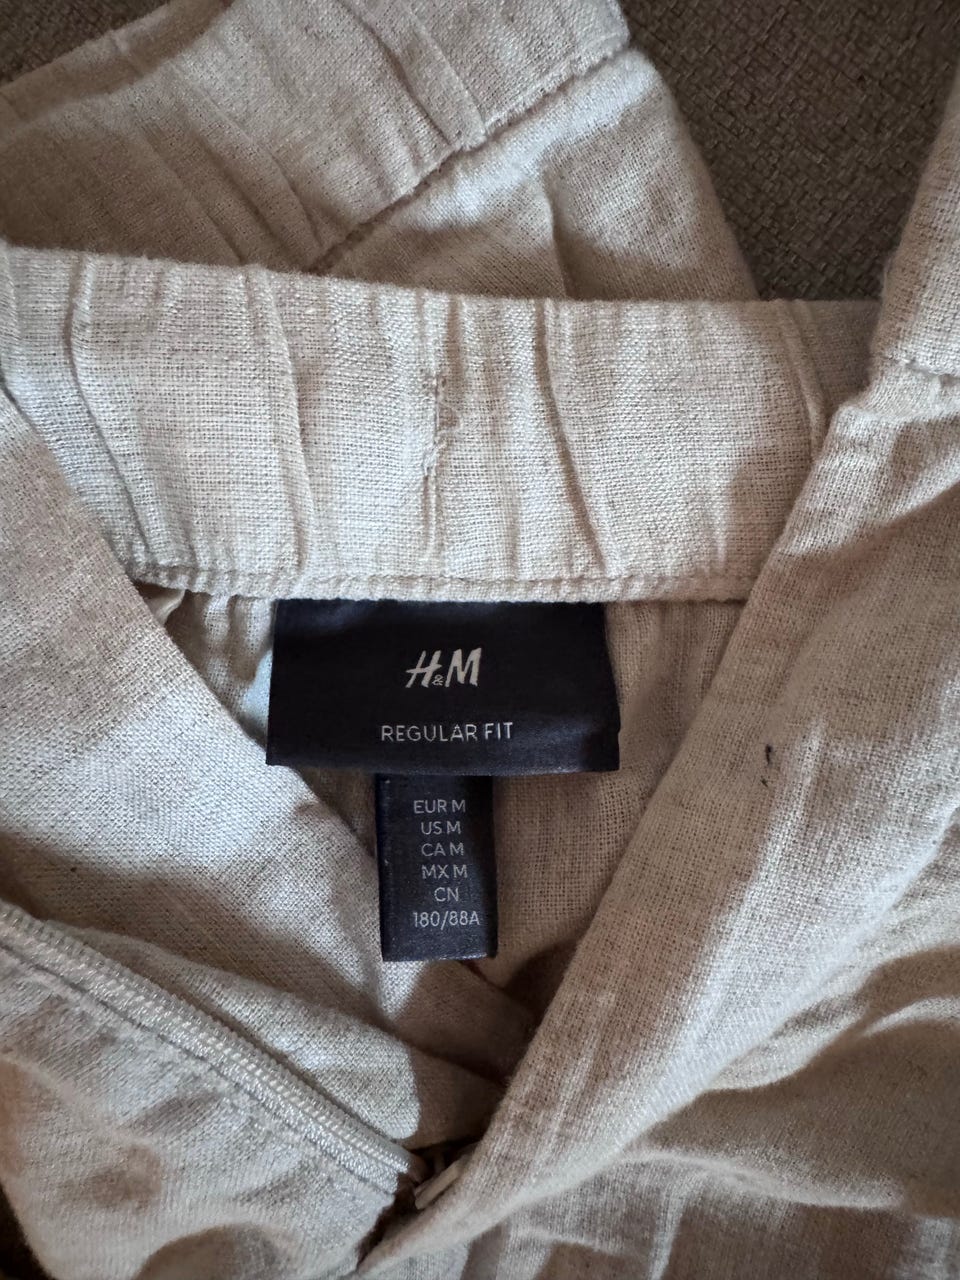 H&M
REGULAR FIT
EUR M
US M
CA M
MX M
CN
180/88A